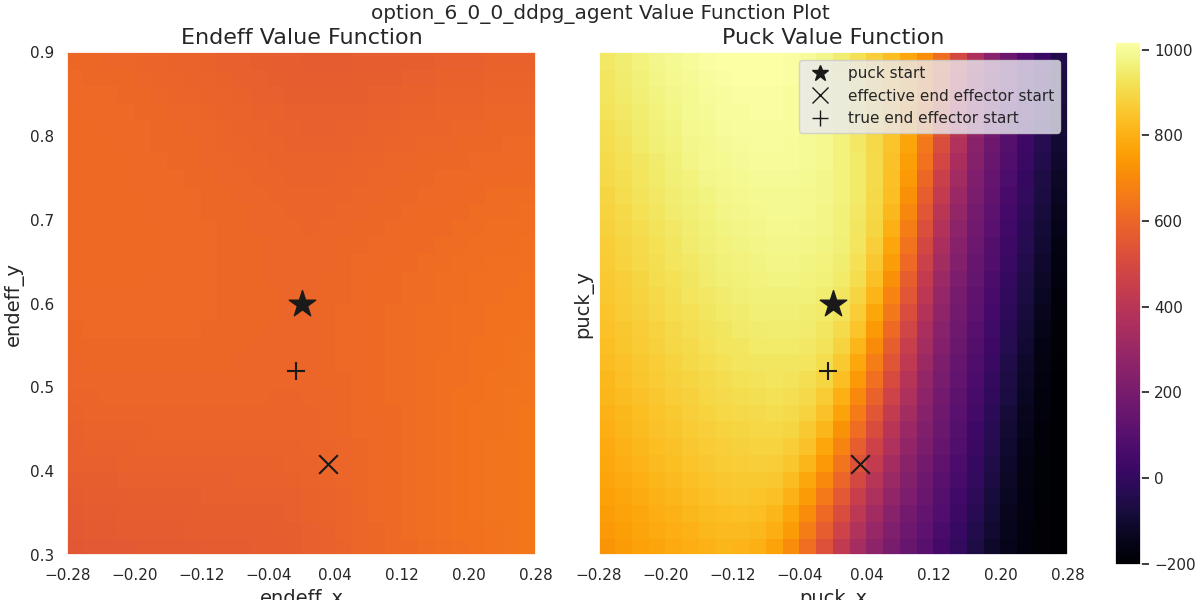 option_6_0_0_ddpg_agent Value Function Plot
Endeff Value Function
Puck Value Function
puck start
effective end effector start
true end effector start
endeff_y
0.9
0.8
0.7
0.6
0.5
0.4
0.3
−0.28 −0.20 −0.12 −0.04 0.04 0.12 0.20 0.28
endeff_x
puck_y
−0.28 −0.20 −0.12 −0.04 0.04 0.12 0.20 0.28
puck_x
1000
800
600
400
200
0
−200